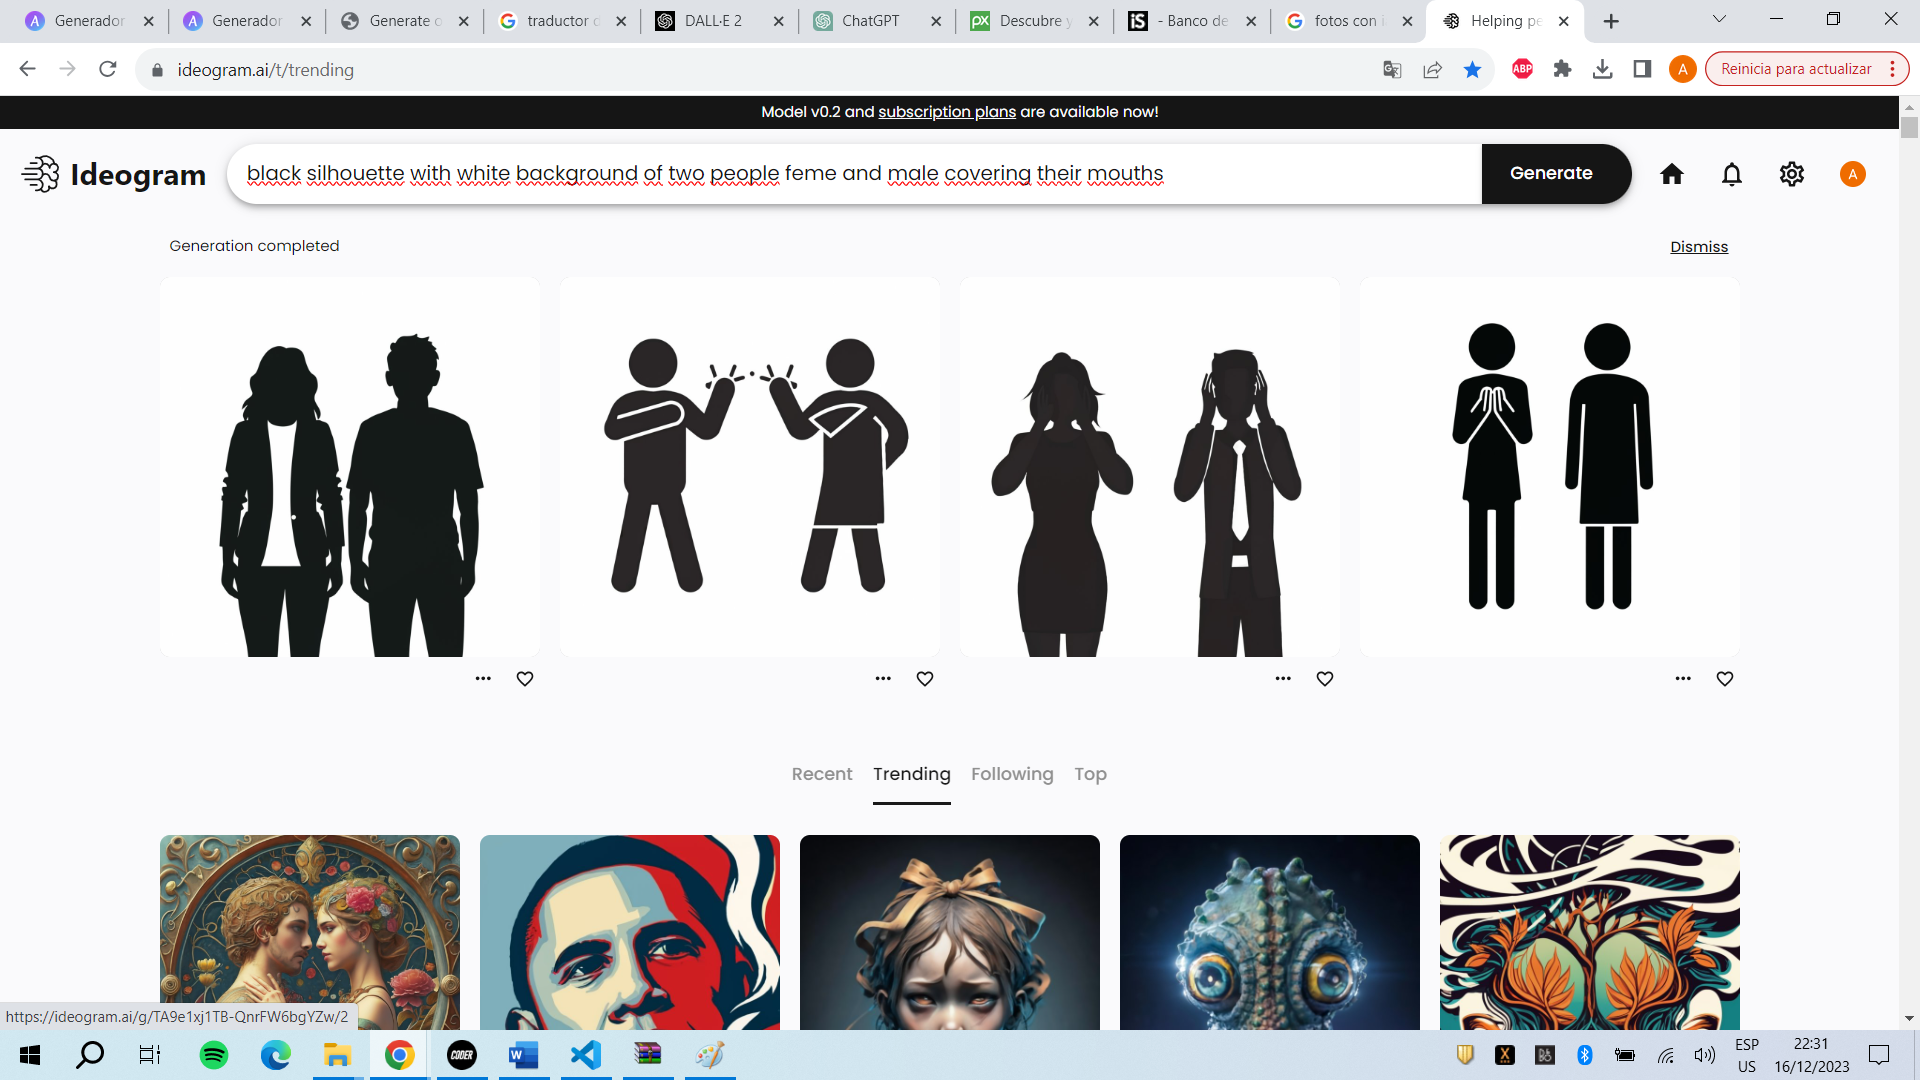 Generador
Generador
Generate o
traductor d
DALL·E 2
ChatGPT
Descubre y
- Banco de
fotos con i
Helping pe
ideogram.ai/t/trending
ABP
A
Reinicia para actualizar
Model v0.2 and subscription plans are available now!
Ideogram
black silhouette with white background of two people feme and male covering their mouths
Generate
A
Generation completed
Dismiss
Recent
Trending
Following
Top
https://ideogram.ai/g/TA9e1xj1TB-QnrFW6bgYZw/2
CODER
ESP
US
22:31
16/12/2023